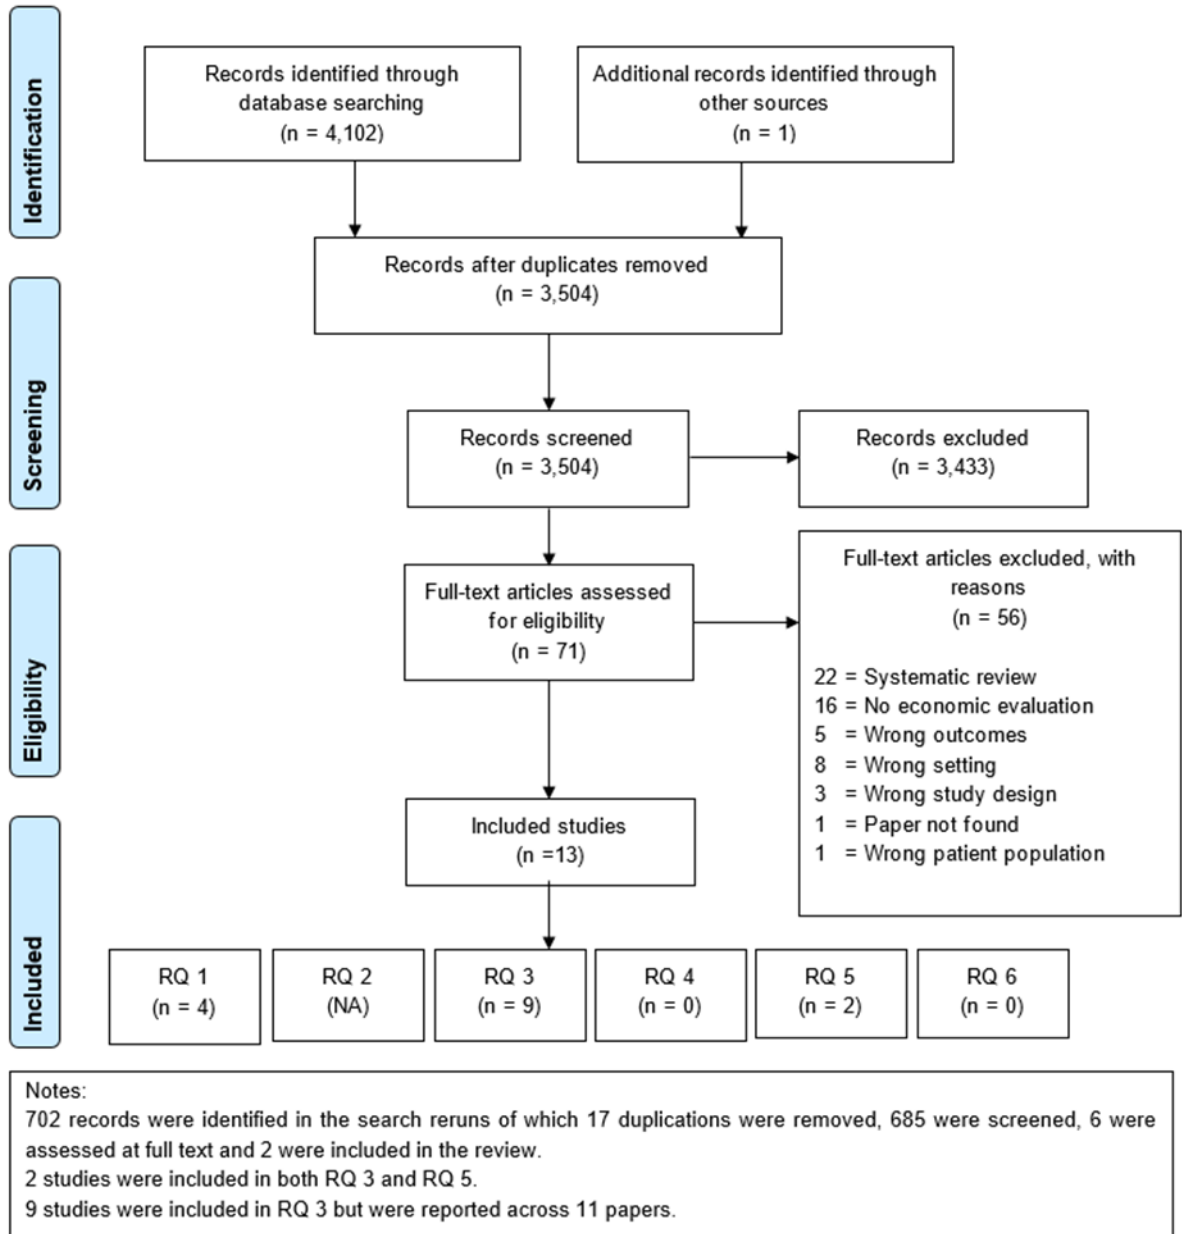 Identification
Records identified through
database searching
(n = 4,102)
Additional records identified through
other sources
(n = 1)
Records after duplicates removed
(n = 3,504)
Screening
Records screened
(n = 3,504)
Records excluded
(n = 3,433)
Eligibility
Full-text articles assessed
for eligibility
(n = 71)
Full-text articles excluded, with
reasons
(n = 56)
22 = Systematic review
16 = No economic evaluation
5 = Wrong outcomes
8 = Wrong setting
3 = Wrong study design
1 = Paper not found
1 = Wrong patient population
Included
Included studies
(n =13)
RQ 1
(n = 4)
RQ 2
(NA)
RQ 3
(n = 9)
RQ 4
(n = 0)
RQ 5
(n = 2)
RQ 6
(n = 0)
Notes:
702 records were identified in the search reruns of which 17 duplications were removed, 685 were screened, 6 were
assessed at full text and 2 were included in the review.
2 studies were included in both RQ 3 and RQ 5.
9 studies were included in RQ 3 but were reported across 11 papers.